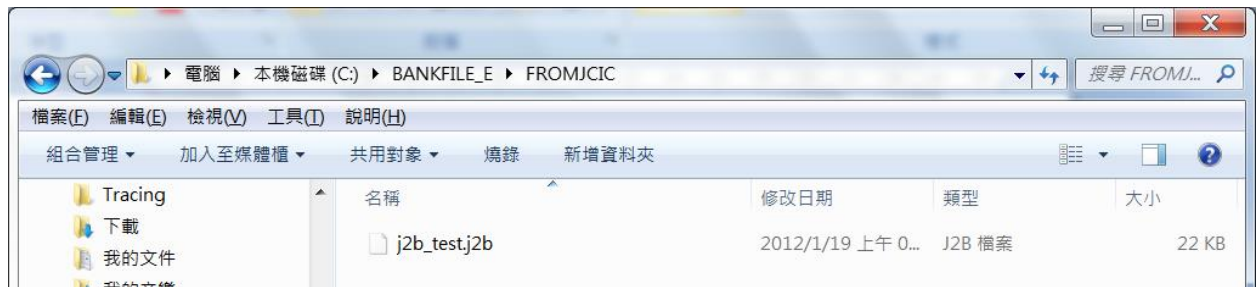 電腦 ▸ 本機磁碟 (C:) ▸ BANKFILE_E ▸ FROMJCIC 搜尋 FROMJ...
檔案(F) 編輯(E) 檢視(V) 工具(T) 說明(H)
組合管理 加入至媒體櫃 共用對象 燒錄 新增資料夾
Tracing 名稱 修改日期 類型 大小
下載
j2b_test.j2b 2012/1/19 上午 0... J2B 檔案 22 KB
我的文件